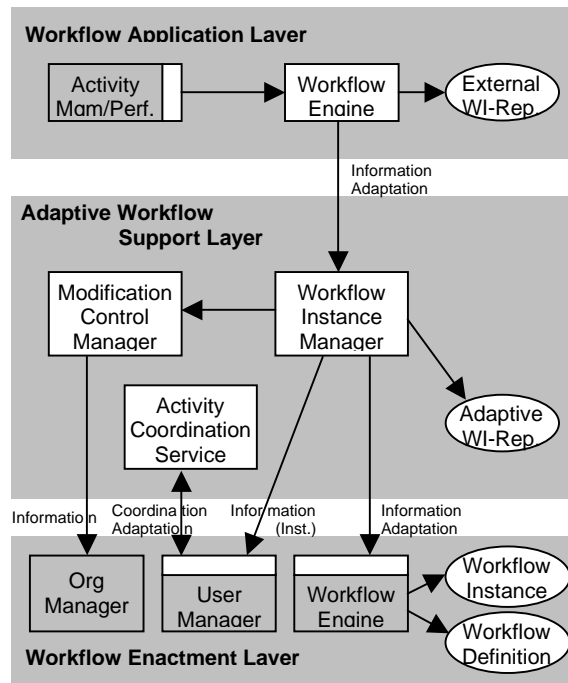 Workflow Application Layer
Activity
Mgm/Perf.
Workflow
Engine
External
WI-Rep.
Information
Adaptation
Adaptive Workflow
Support Layer
Modification
Control
Manager
Workflow
Instance
Manager
Activity
Coordination
Service
Adaptive
WI-Rep.
Information
Coordination
Adaptation
Information
(Inst.)
Information
Adaptation
Org
Manager
User
Manager
Workflow
Engine
Workflow
Instance
Workflow
Definition
Workflow Enactment Layer